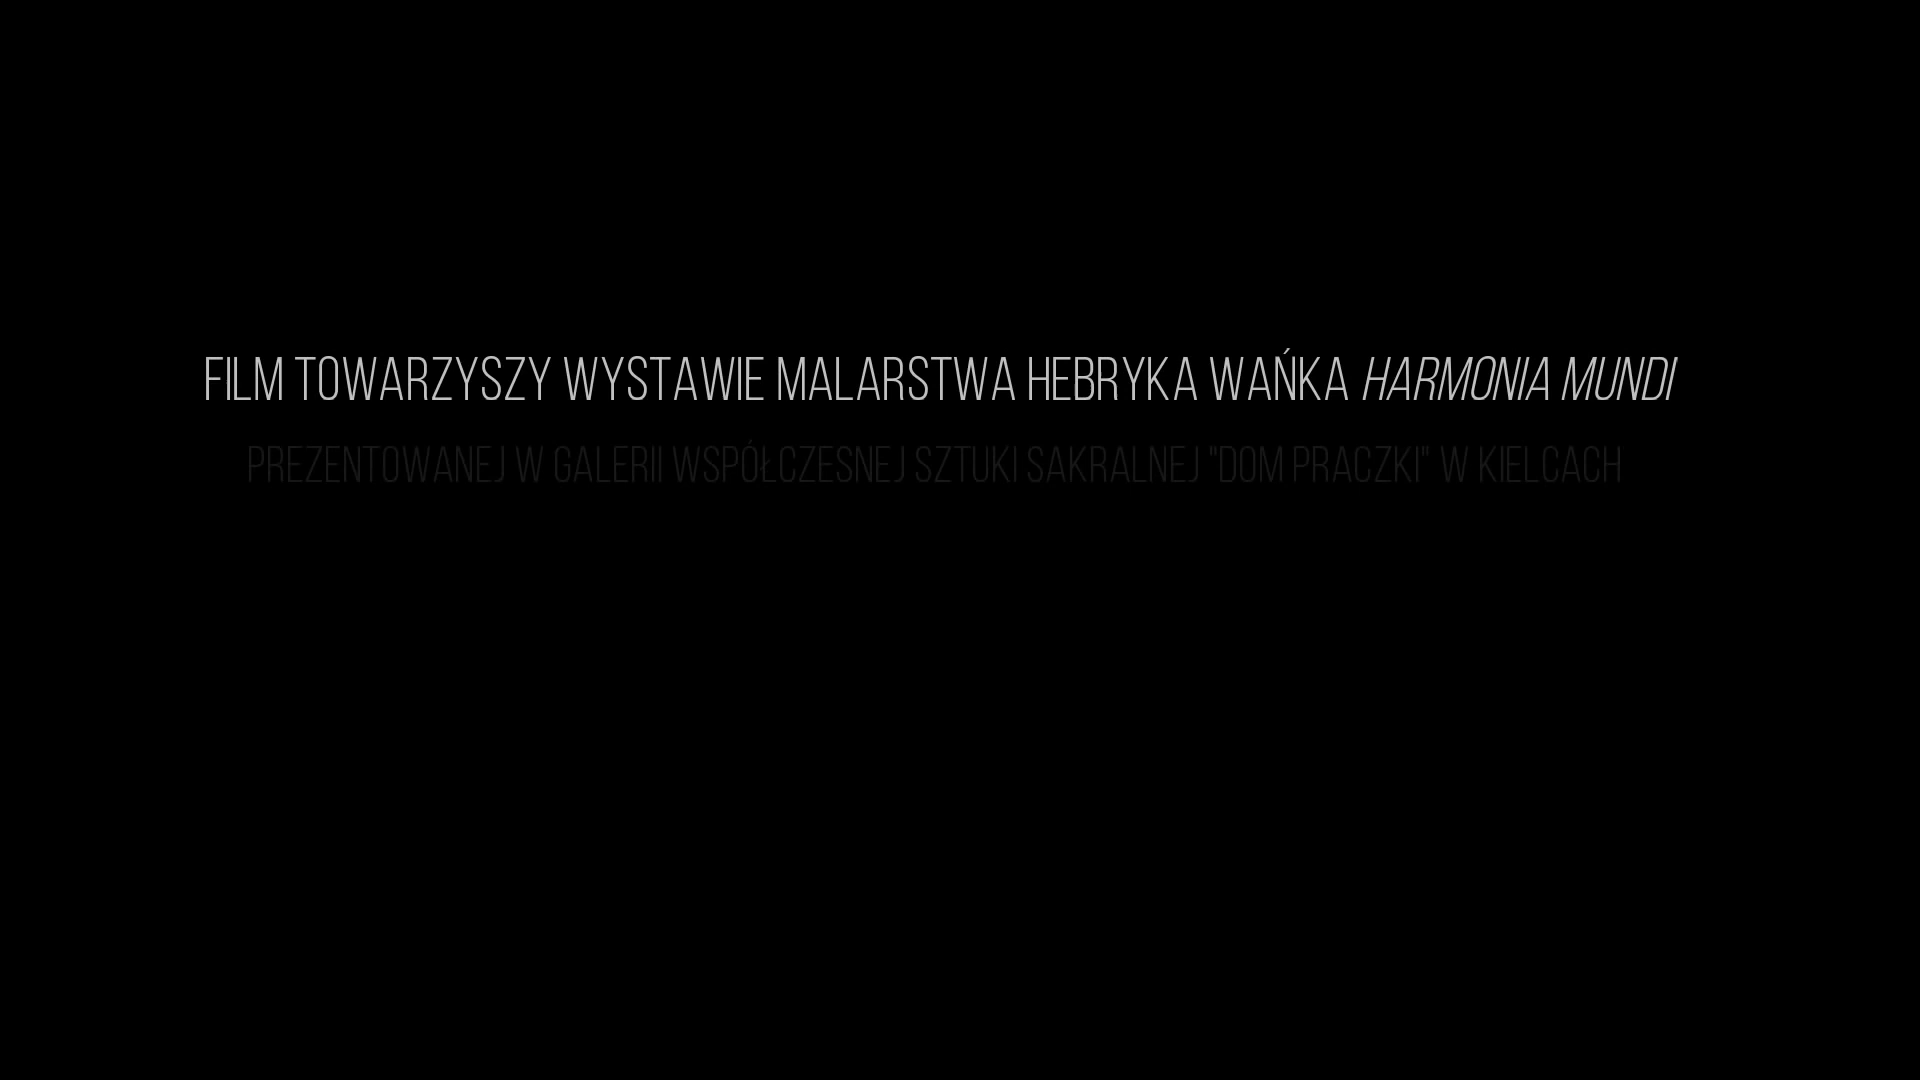 FILM TOWARZYSZY WYSTAWIE MALARSTWA HEBRYKA WAŃKA HARMONIA MUNDI
PREZENTOWANEJ W GALERII WSPÓŁCZESNEJ SZTUKI SAKRALNEJ "DOM PRACZKI" W KIELCACH